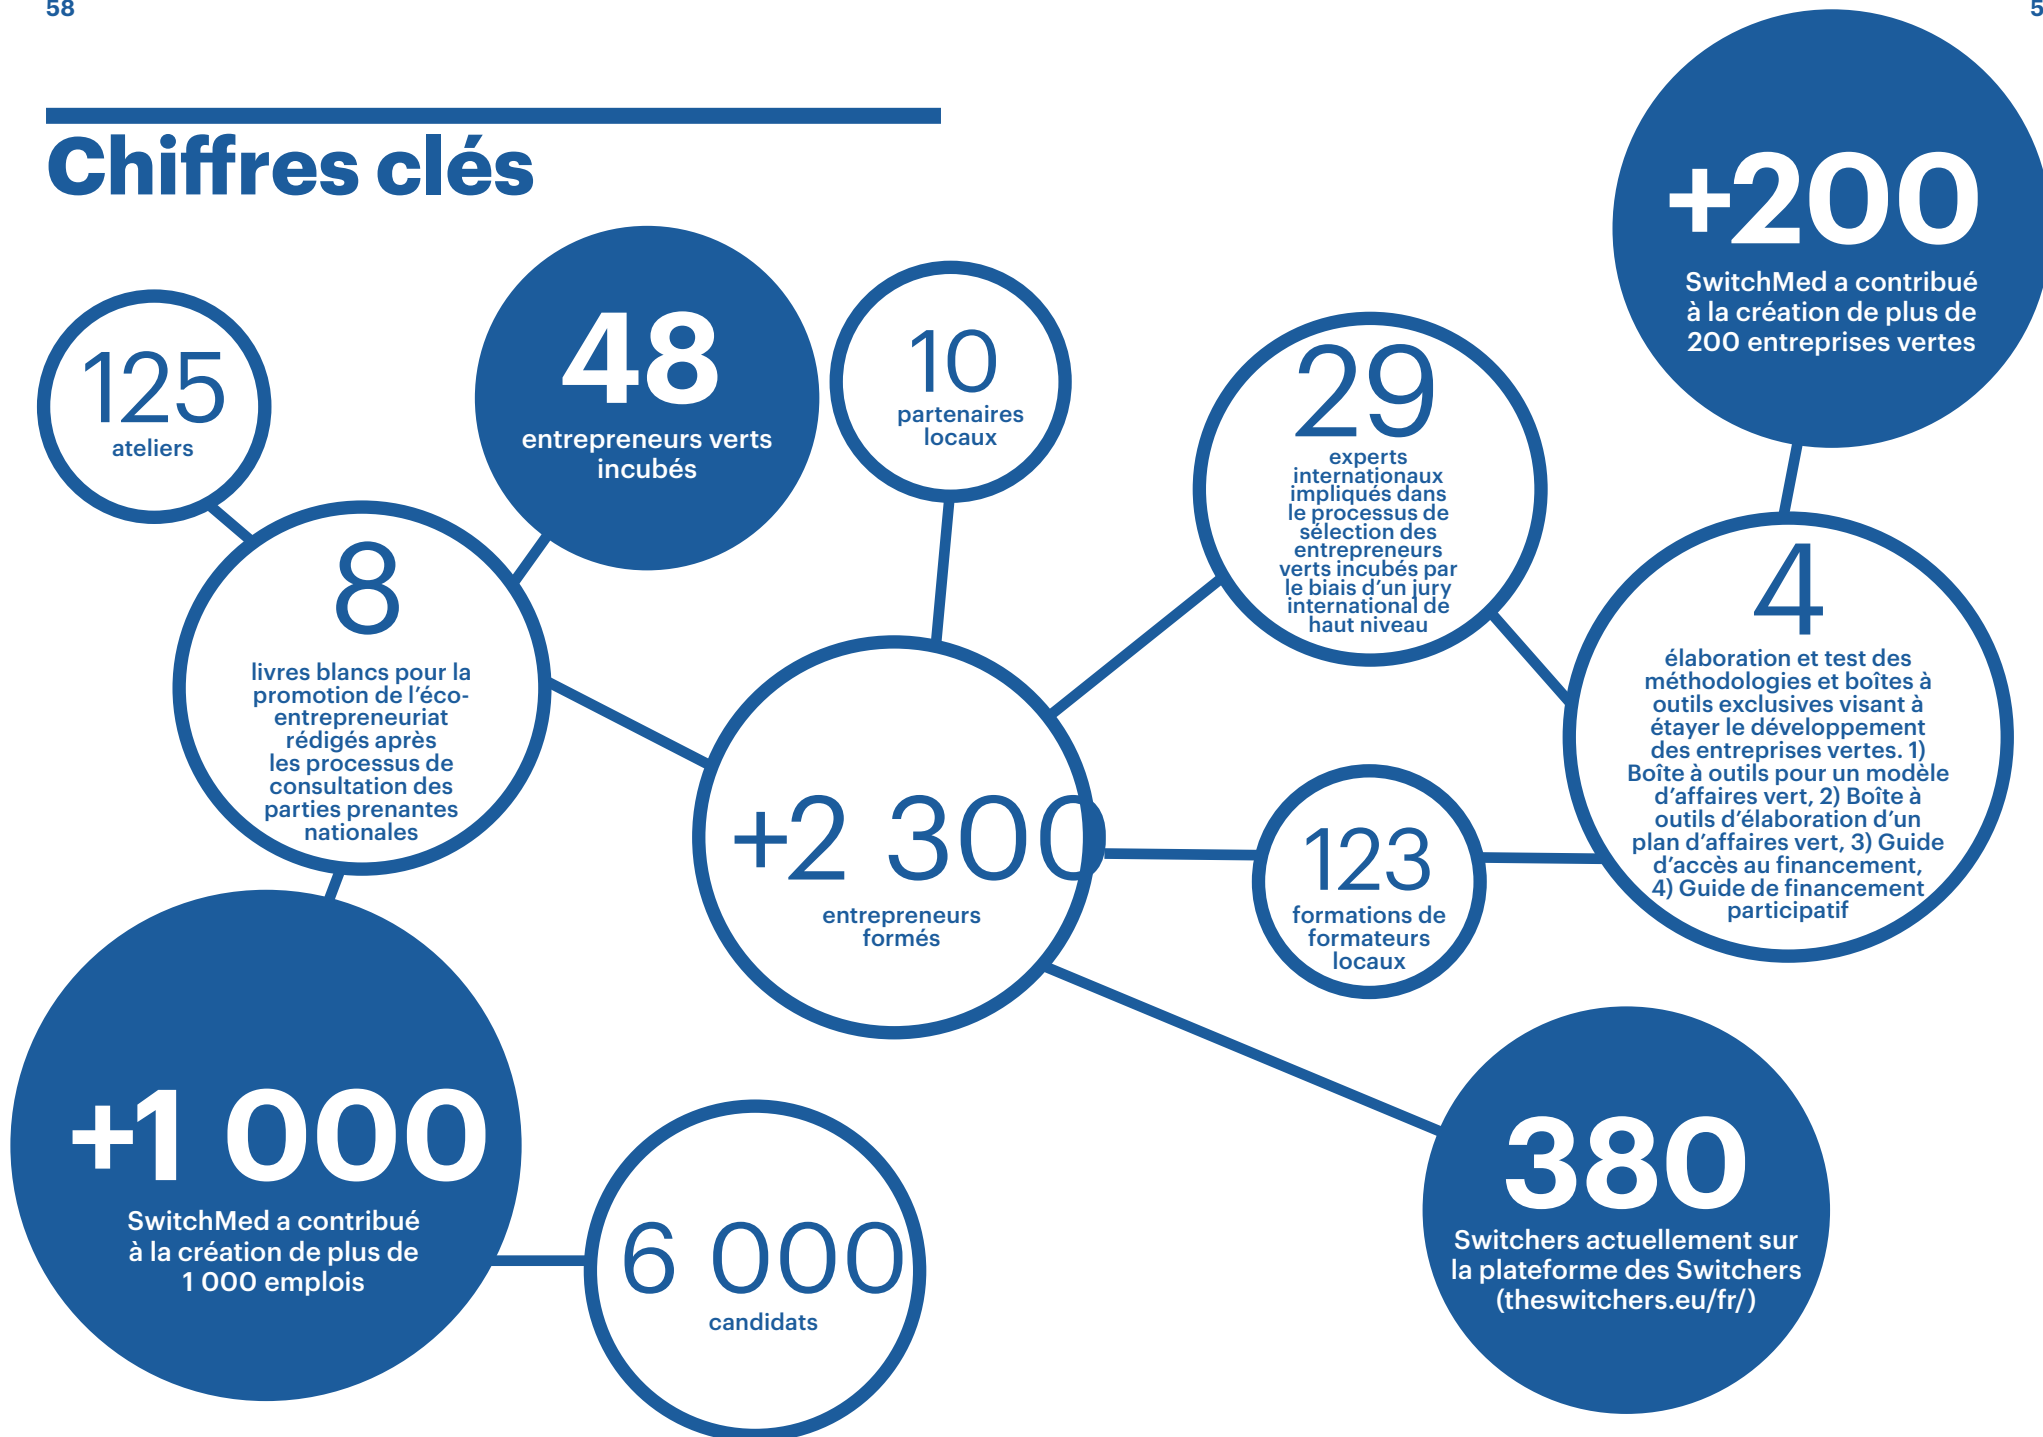 58
5
Chiffres clés
125
ateliers
48
entrepreneurs verts
incubés
10
partenaires
locaux
29
experts
internationaux
impliqués dans
le processus de
sélection des
entrepreneurs
verts incubés par
le biais d'un jury
international de
haut niveau
+200
SwitchMed a contribué
à la création de plus de
200 entreprises vertes
8
livres blancs pour la
promotion de l'éco-
entrepreneuriat
rédigés après
les processus de
consultation des
parties prenantes
nationales
+2 300
entrepreneurs
formés
123
formations de
formateurs
locaux
4
élaboration et test des
méthodologies et boîtes à
outils exclusives visant à
étayer le développement
des entreprises vertes. 1)
Boîte à outils pour un modèle
d'affaires vert, 2) Boîte à
outils d'élaboration d'un
plan d'affaires vert, 3) Guide
d'accès au financement,
4) Guide de financement
participatif
+1 000
SwitchMed a contribué
à la création de plus de
1 000 emplois
6 000
candidats
380
Switchers actuellement sur
la plateforme des Switchers
(theswitchers.eu/fr/)